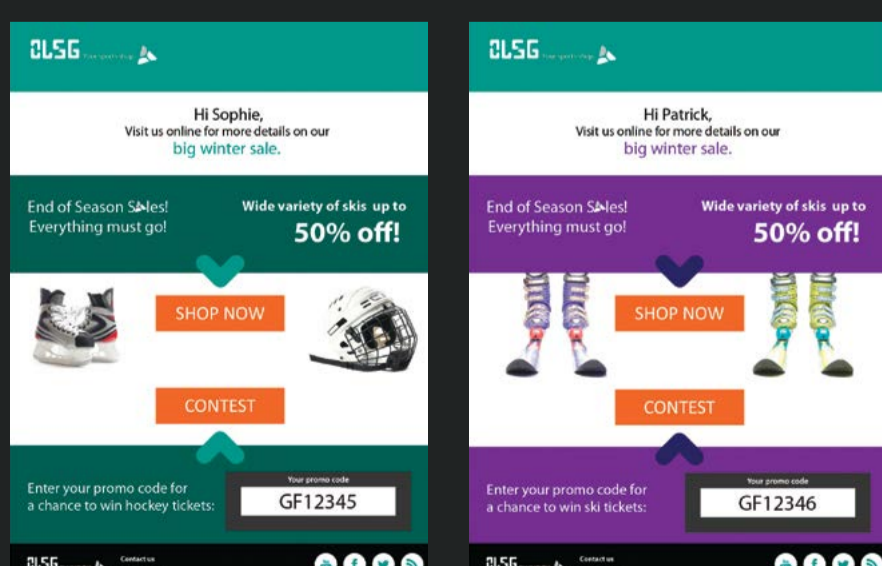 OLSG
Hi Sophie,
Visit us online for more details on our
big winter sale.
End of Season Sales!
Everything must go!
Wide variety of skis up to
50% off!
SHOP NOW
CONTEST
Enter your promo code for
a chance to win hockey tickets:
Your promo code
GF12345
OLSG
Contact us
OLSG
Hi Patrick,
Visit us online for more details on our
big winter sale.
End of Season Sales!
Everything must go!
Wide variety of skis up to
50% off!
SHOP NOW
CONTEST
Enter your promo code for
a chance to win ski tickets:
Your promo code
GF12346
OLSG
Contact us